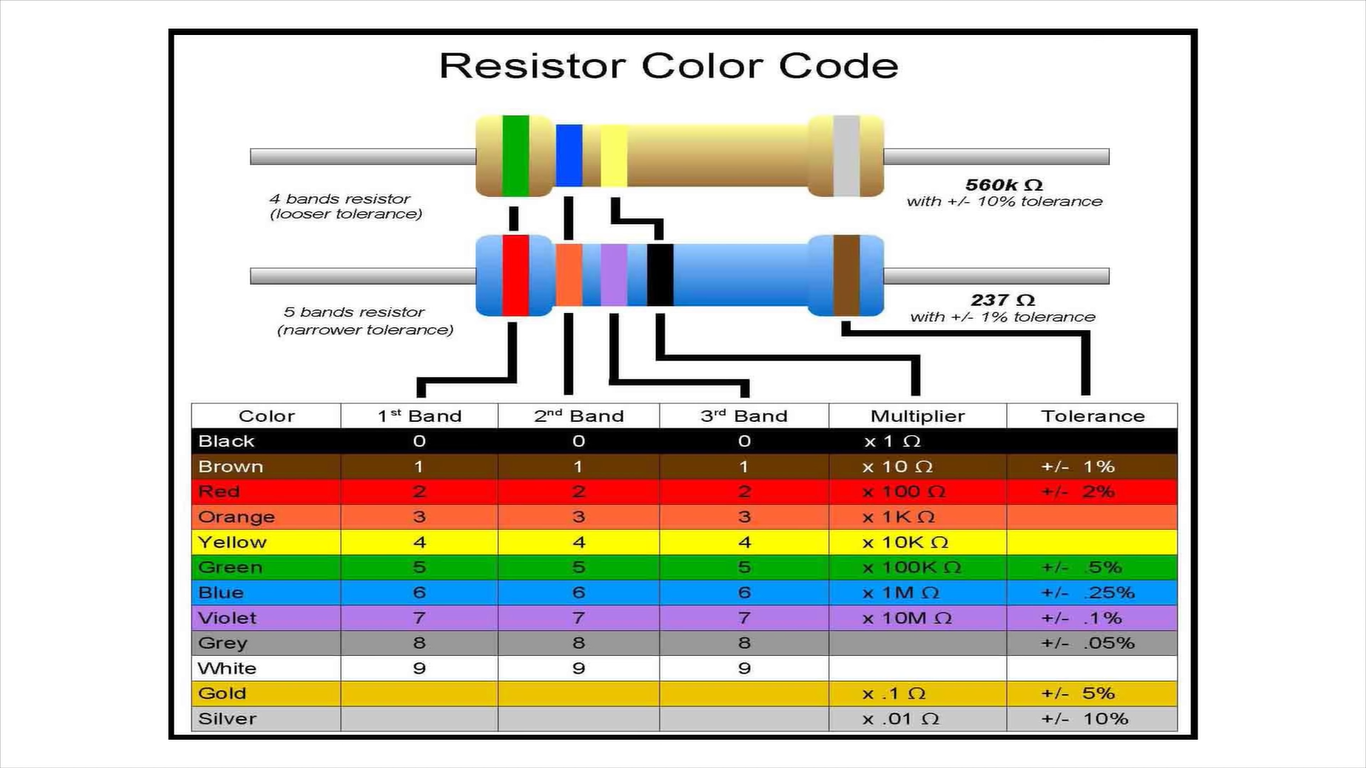 Resistor Color Code
4 bands resistor
(looser tolerance)
560k Ω
with +/- 10% tolerance
5 bands resistor
(narrower tolerance)
237 Ω
with +/- 1% tolerance
Color 1st Band 2nd Band 3rd Band Multiplier Tolerance
Black 0 0 0 x 1 Ω
Brown 1 1 1 x 10 Ω +/- 1%
Red 2 2 2 x 100 Ω +/- 2%
Orange 3 3 3 x 1K Ω
Yellow 4 4 4 x 10K Ω
Green 5 5 5 x 100K Ω +/- .5%
Blue 6 6 6 x 1M Ω +/- .25%
Violet 7 7 7 x 10M Ω +/- .1%
Grey 8 8 8 +/- .05%
White 9 9 9
Gold x .1 Ω +/- 5%
Silver x .01 Ω +/- 10%